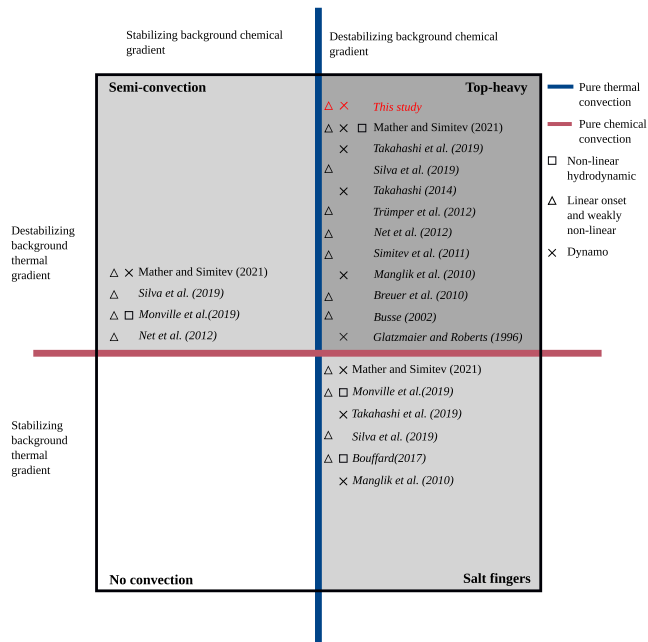 Stabilizing background chemical
gradient
Destabilizing background chemical
gradient
Semi-convection
Top-heavy
This study
Mather and Simitev (2021)
Takahashi et al. (2019)
Silva et al. (2019)
Takahashi (2014)
Trümper et al. (2012)
Net et al. (2012)
Simitev et al. (2011)
Manglik et al. (2010)
Breuer et al. (2010)
Busse (2002)
Glatzmaier and Roberts (1996)
Pure thermal
convection
Pure chemical
convection
Non-linear
hydrodynamic
Linear onset
and weakly
non-linear
Dynamo
Destabilizing
background
thermal
gradient
Mather and Simitev (2021)
Silva et al. (2019)
Monville et al.(2019)
Net et al. (2012)
Mather and Simitev (2021)
Monville et al.(2019)
Takahashi et al. (2019)
Silva et al. (2019)
Bouffard(2017)
Manglik et al. (2010)
Stabilizing
background
thermal
gradient
No convection
Salt fingers